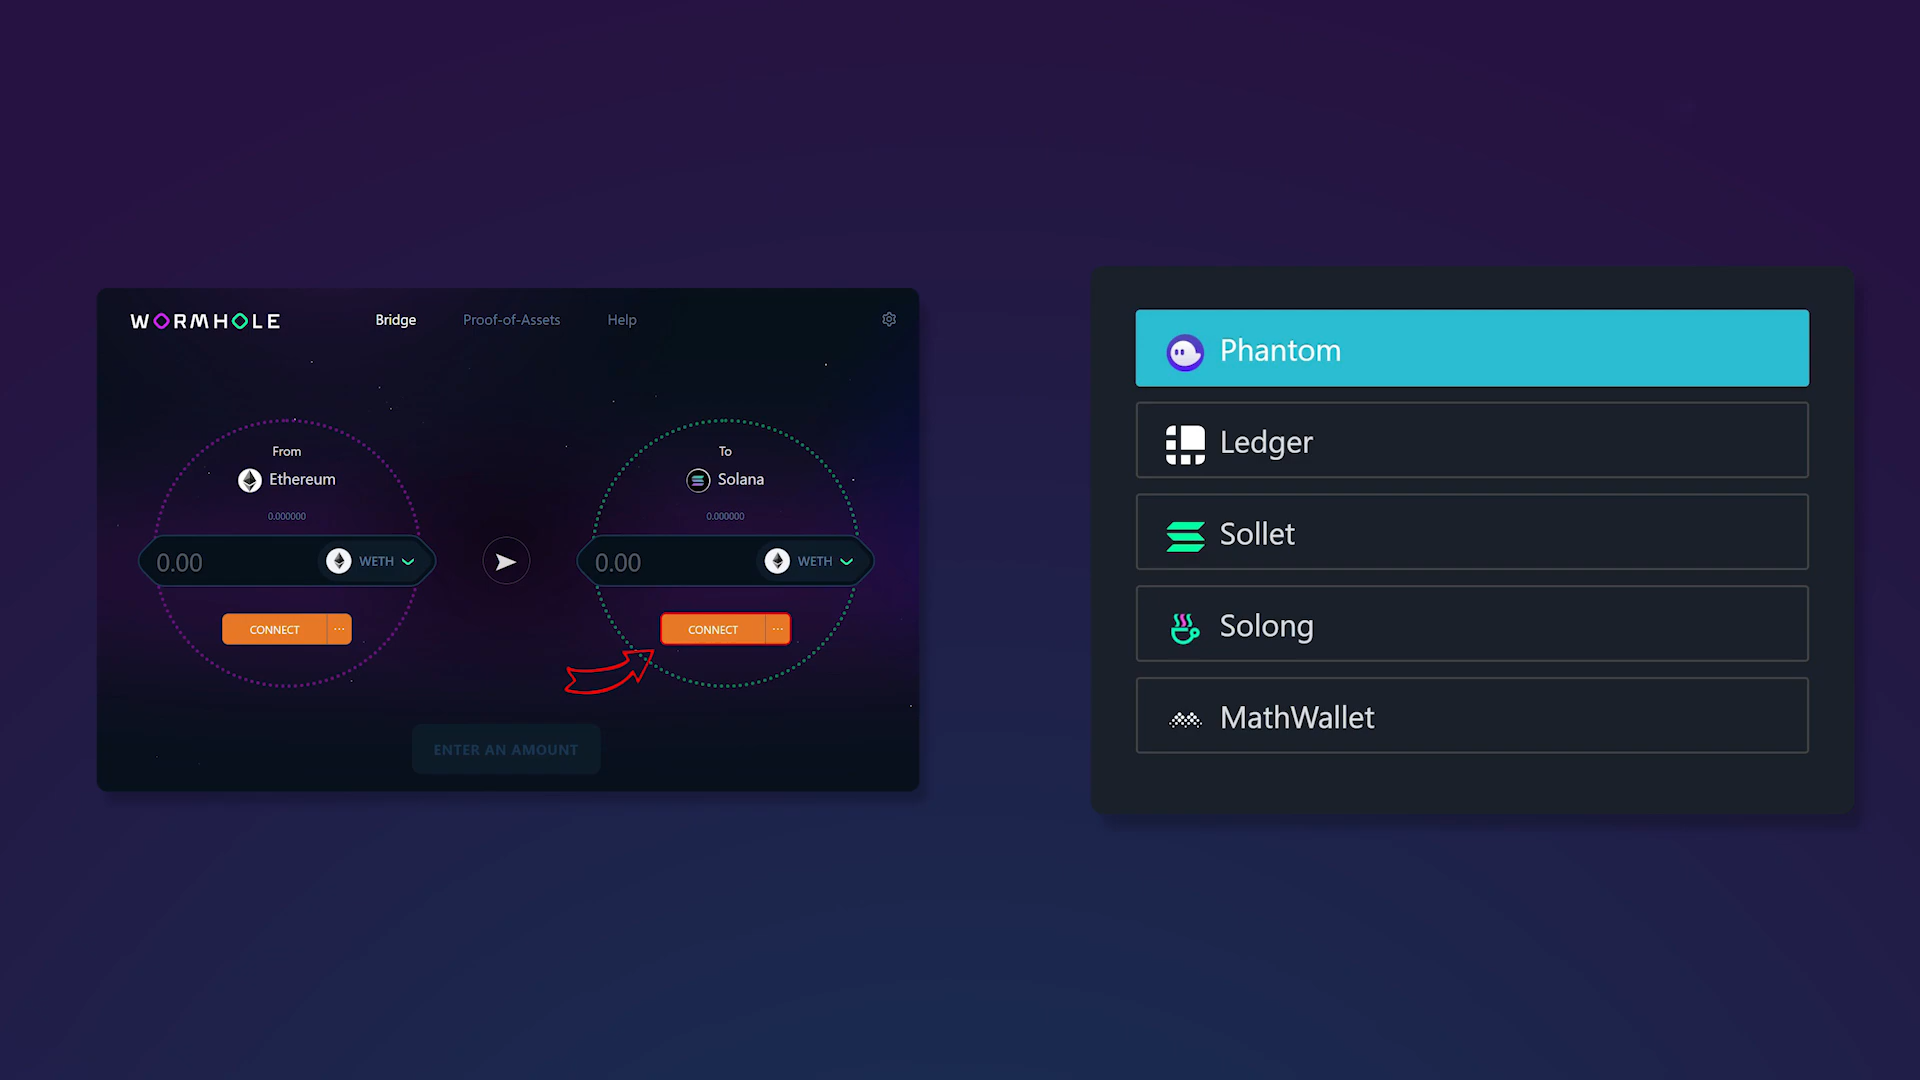 WORMHOLE
Bridge
Proof-of-Assets
Help
From
Ethereum
0.000000
0.00
WETH
CONNECT
...
To
Solana
0.000000
0.00
WETH
CONNECT
...
ENTER AN AMOUNT
Phantom
Ledger
Sollet
Solong
MathWallet